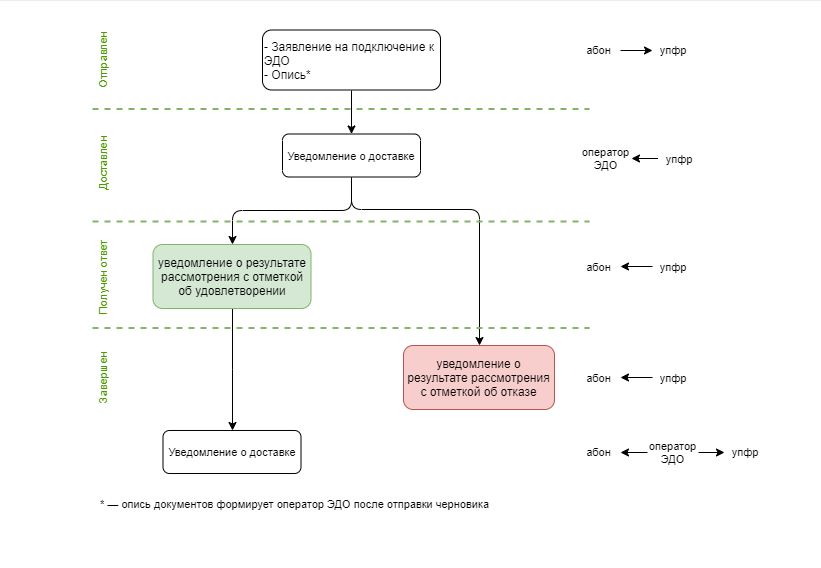 Отправлен
- Заявление на подключение к
ЭДО
- Опись*
абон
упфр
Доставлен
Уведомление о доставке
оператор
ЭДО
упфр
Получен ответ
уведомление о результате
рассмотрения с отметкой
об удовлетворении
абон
упфр
Завершен
уведомление о
результате рассмотрения
с отметкой об отказе
абон
упфр
Уведомление о доставке
абон
оператор
ЭДО
упфр
* — опись документов формирует оператор ЭДО после отправки черновика